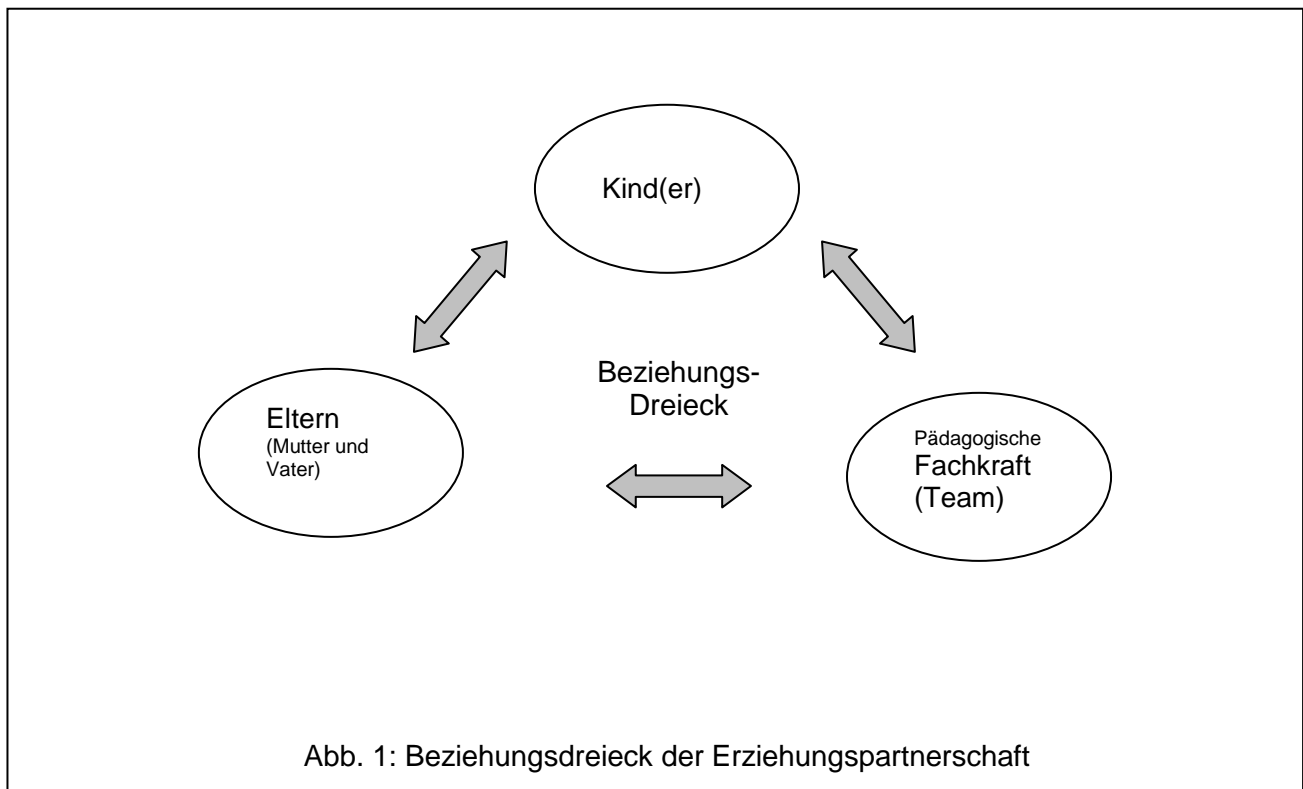 Kind(er)
Beziehungs-
Dreieck
Eltern
(Mutter und
Vater)
Pädagogische
Fachkraft
(Team)
Abb. 1: Beziehungsdreieck der Erziehungspartnerschaft